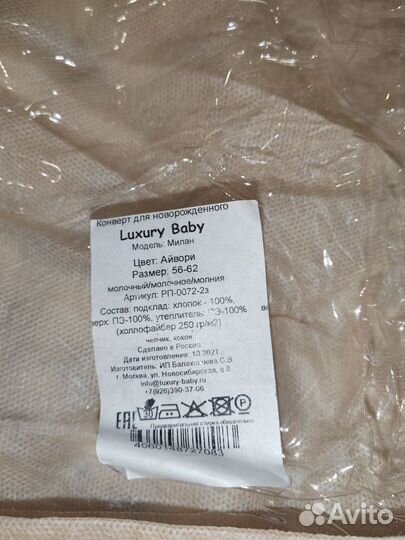 Конверт для новорожденного
Luxury Baby
Модель: Милан
Цвет: Айвори
Размер: 56-62
молочный/молочное/молния
Артикул: РП-0072-2з
Состав: подклад: хлопок - 100%,
верх: ПЭ-100%, утеплитель: ПЭ-100%
(холлофайбер 250 гр/м2)
чепчик, кокон
Сделано в России
Дата изготовления: 10.2021
Изготовитель: ИП С.В.
г. Москва, ул. Новосибирская, д.8
info@luxury-baby.ru
+7(926)390-37-06
EAC 30 P
Предварительная стирка обязательна
4660148727083
Avito